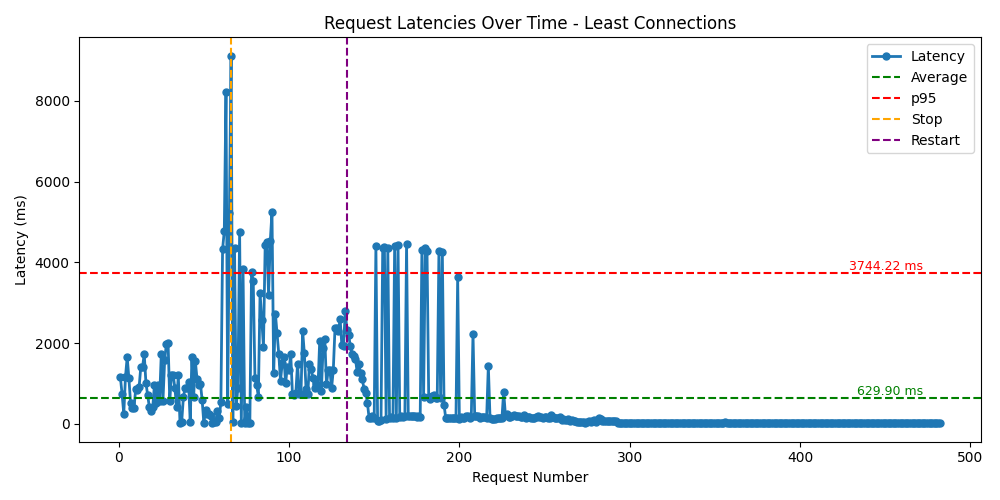 Request Latencies Over Time - Least Connections
Latency (ms)
8000
6000
4000
2000
0
Latency
Average
p95
Stop
Restart
3744.22 ms
629.90 ms
0
100
200
300
400
500
Request Number